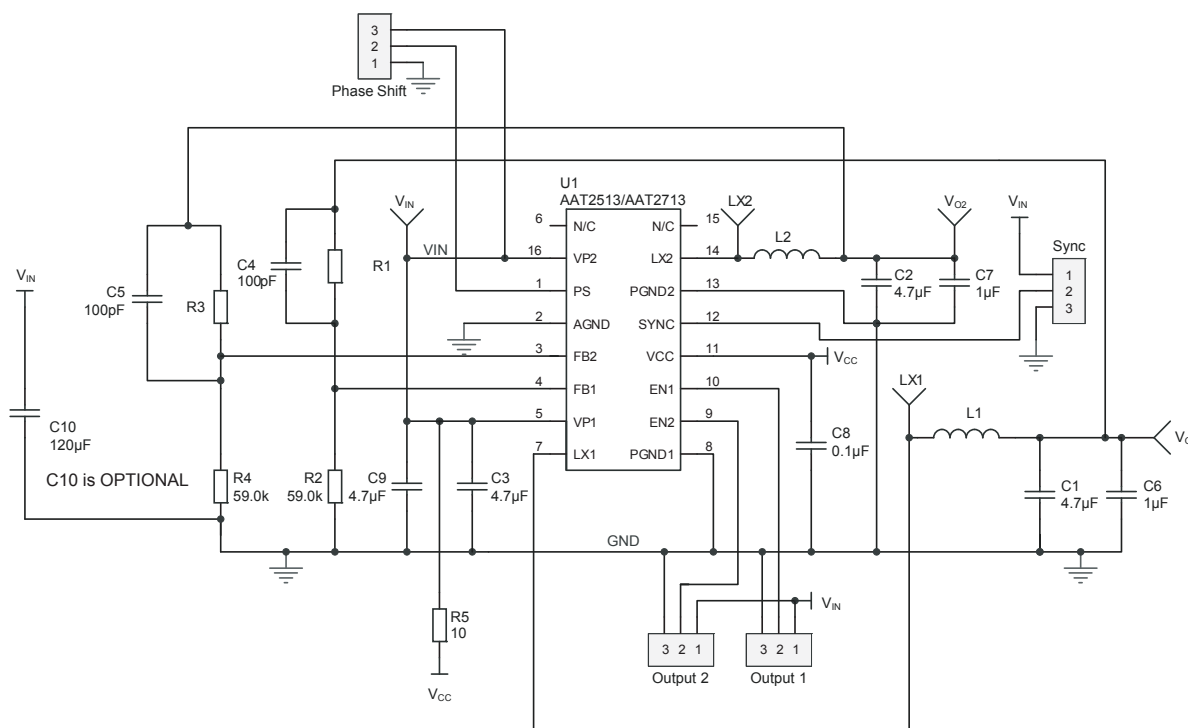 3
2
1
Phase Shift
U1
AAT2513/AAT2713
6
N/C
N/C
15
16
VP2
LX2
14
1
PS
PGND2
13
2
AGND
SYNC
12
3
FB2
VCC
11
4
FB1
EN1
10
5
VP1
EN2
9
7
LX1
PGND1
8
VIN
VIN
LX2
L2
VO2
VIN
Sync
1
2
3
C2
4.7µF
C7
1µF
C4
100pF
R1
C5
100pF
R3
VIN
C10
120µF
C10 is OPTIONAL
R4
59.0k
R2
59.0k
C9
4.7µF
C3
4.7µF
VCC
C8
0.1µF
LX1
L1
C1
4.7µF
C6
1µF
GND
R5
10
VCC
VIN
3 2 1
Output 2
3 2 1
Output 1